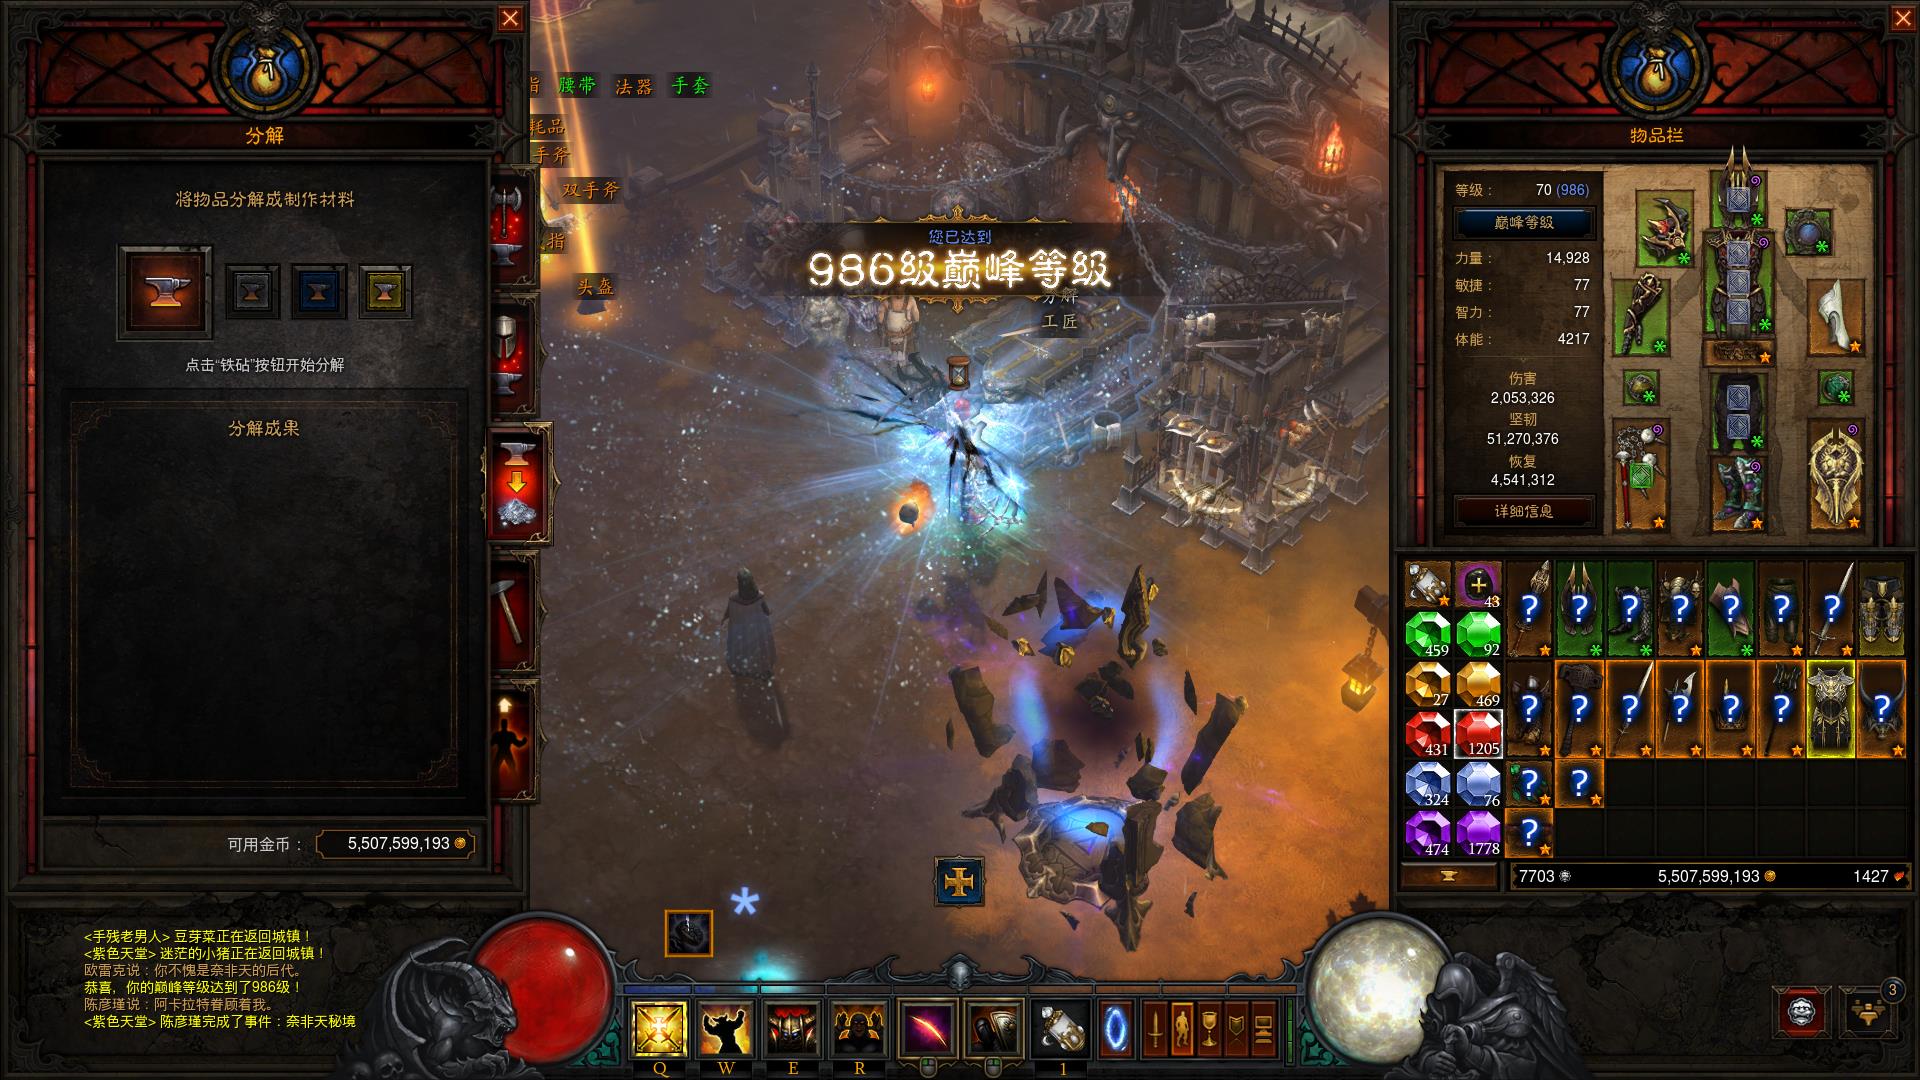 分解
将物品分解成制作材料
点击“铁砧”按钮开始分解
分解成果
可用金币：
5,507,599,193
指 腰带 法器 手套
耗品
手斧
双手斧
指
头盔
您已达到
986级巅峰等级
分解
工匠
物品栏
等级： 70 (986)
巅峰等级
力量： 14,928
敏捷： 77
智力： 77
体能： 4217
伤害
2,053,326
坚韧
51,270,376
恢复
4,541,312
详细信息
43
459 92
27 469
431 1205
324 76
474 1778
7703 5,507,599,193 1427
<手残老男人> 豆芽菜正在返回城镇！
<紫色天堂> 迷茫的小猪正在返回城镇！
欧雷克说：你不愧是奈非天的后代。
恭喜，你的巅峰等级达到了986级！
陈彦瑾说：阿卡拉特眷顾着我。
<紫色天堂> 陈彦瑾完成了事件：奈非天秘境
Q W E R 1
3